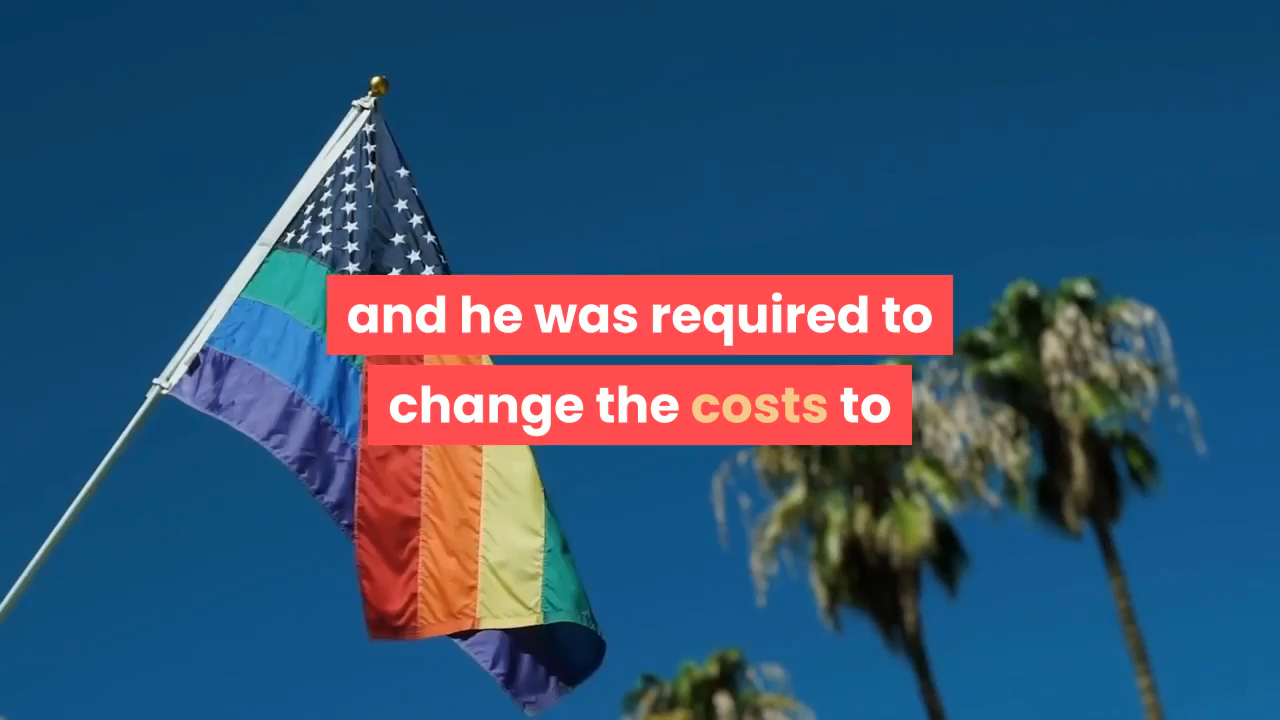 and he was required to
change the costs to